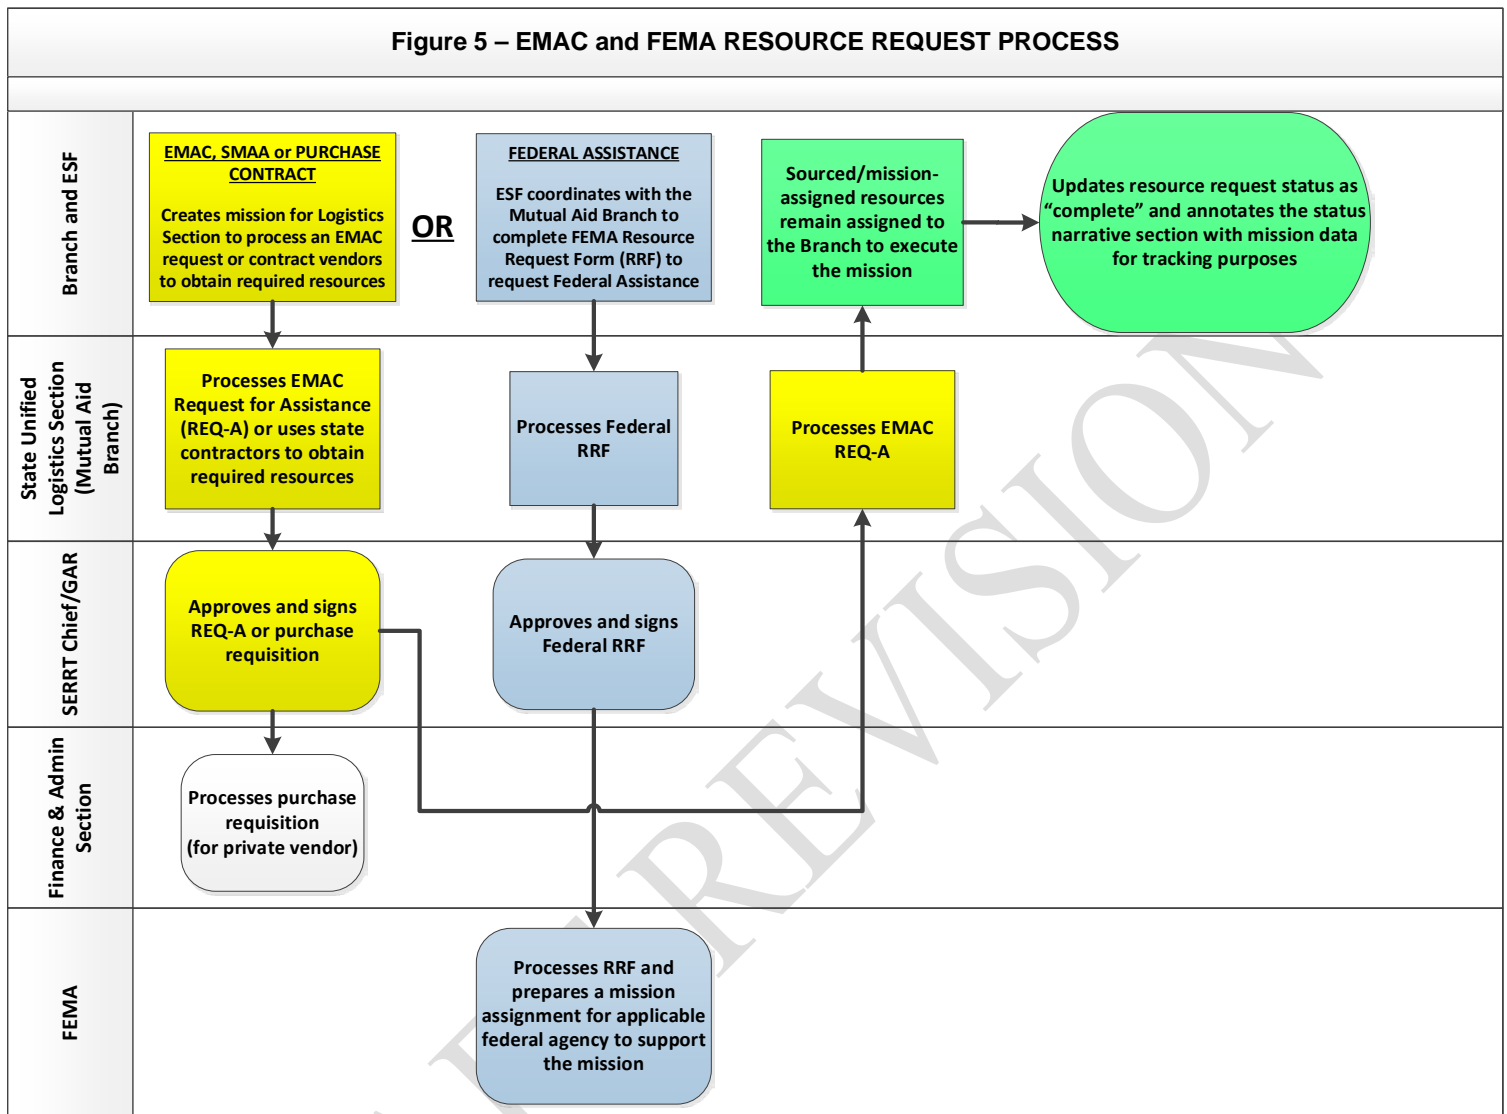 Figure 5 – EMAC and FEMA RESOURCE REQUEST PROCESS
Branch and ESF
EMAC, SMAA or PURCHASE
CONTRACT
Creates mission for Logistics
Section to process an EMAC
request or contract vendors
to obtain required resources
OR
FEDERAL ASSISTANCE
ESF coordinates with the
Mutual Aid Branch to
complete FEMA Resource
Request Form (RRF) to
request Federal Assistance
Sourced/mission-
assigned resources
remain assigned to
the Branch to execute
the mission
Updates resource request status as
“complete” and annotates the status
narrative section with mission data
for tracking purposes
State Unified
Logistics Section
(Mutual Aid
Branch)
Processes EMAC
Request for Assistance
(REQ-A) or uses state
contractors to obtain
required resources
Processes Federal
RRF
Processes EMAC
REQ-A
SERRT Chief/GAR
Approves and signs
REQ-A or purchase
requisition
Approves and signs
Federal RRF
Finance & Admin
Section
Processes purchase
requisition
(for private vendor)
FEMA
Processes RRF and
prepares a mission
assignment for applicable
federal agency to support
the mission
REVISION